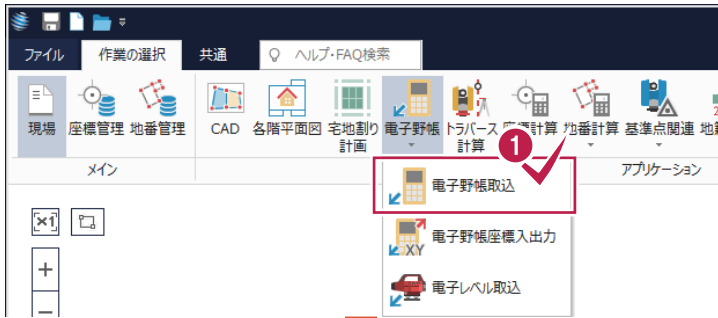 ファイル 作業の選択 共通 ヘルプ・FAQ検索
現場 座標管理 地番管理 CAD 各階平面図 宅地割り計画 電子野帳 トラバース計算 座標計算 地番計算 基準点関連
メイン アプリケーション
1
電子野帳取込
電子野帳座標入出力
XY
電子レベル取込
×1
+
−